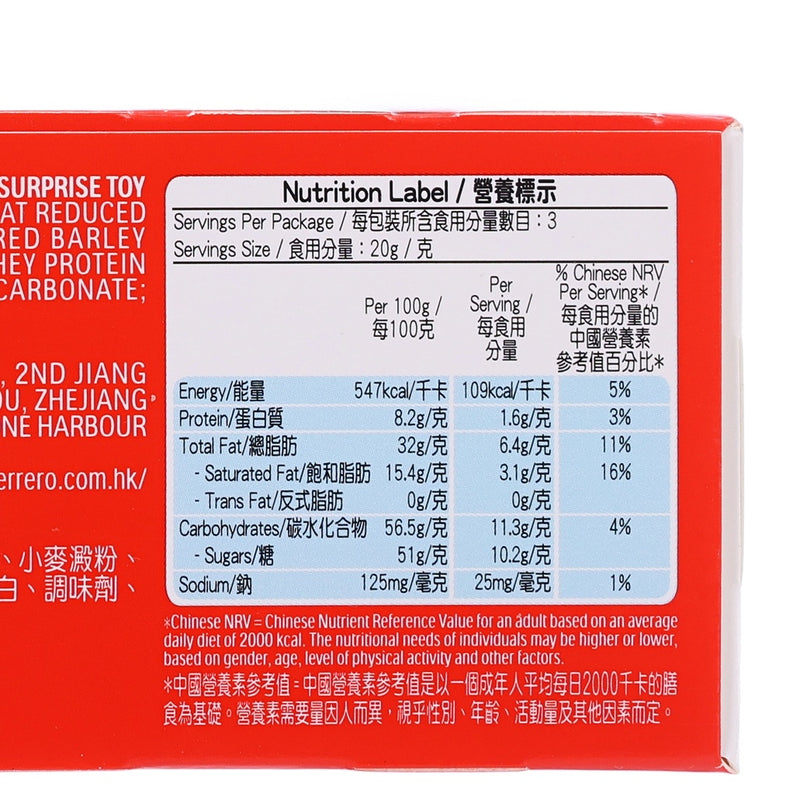 SURPRISE TOY
AT REDUCED
RED BARLEY
HEY PROTEIN
CARBONATE;
, 2ND JIANG
OU, ZHEJIANG
NE HARBOUR
errero.com.hk/
、小麥澱粉、
白、調味劑、
Nutrition Label / 營養標示
Servings Per Package / 每包裝所含食用分量數目：3
Servings Size / 食用分量：20g / 克
Per 100g /
每100克
Per
Serving /
每食用
分量
% Chinese NRV
Per Serving* /
每食用分量的
中國營養素
參考值百分比*
Energy/能量 547kcal/千卡 109kcal/千卡 5%
Protein/蛋白質 8.2g/克 1.6g/克 3%
Total Fat/總脂肪 32g/克 6.4g/克 11%
- Saturated Fat/飽和脂肪 15.4g/克 3.1g/克 16%
- Trans Fat/反式脂肪 0g/克 0g/克
Carbohydrates/碳水化合物 56.5g/克 11.3g/克 4%
- Sugars/糖 51g/克 10.2g/克
Sodium/鈉 125mg/毫克 25mg/毫克 1%
*Chinese NRV = Chinese Nutrient Reference Value for an adult based on an average
daily diet of 2000 kcal. The nutritional needs of individuals may be higher or lower,
based on gender, age, level of physical activity and other factors.
*中國營養素參考值 = 中國營養素參考值是以一個成年人平均每日2000千卡的膳
食為基礎。營養素需要量因人而異，視乎性別、年齡、活動量及其他因素而定。